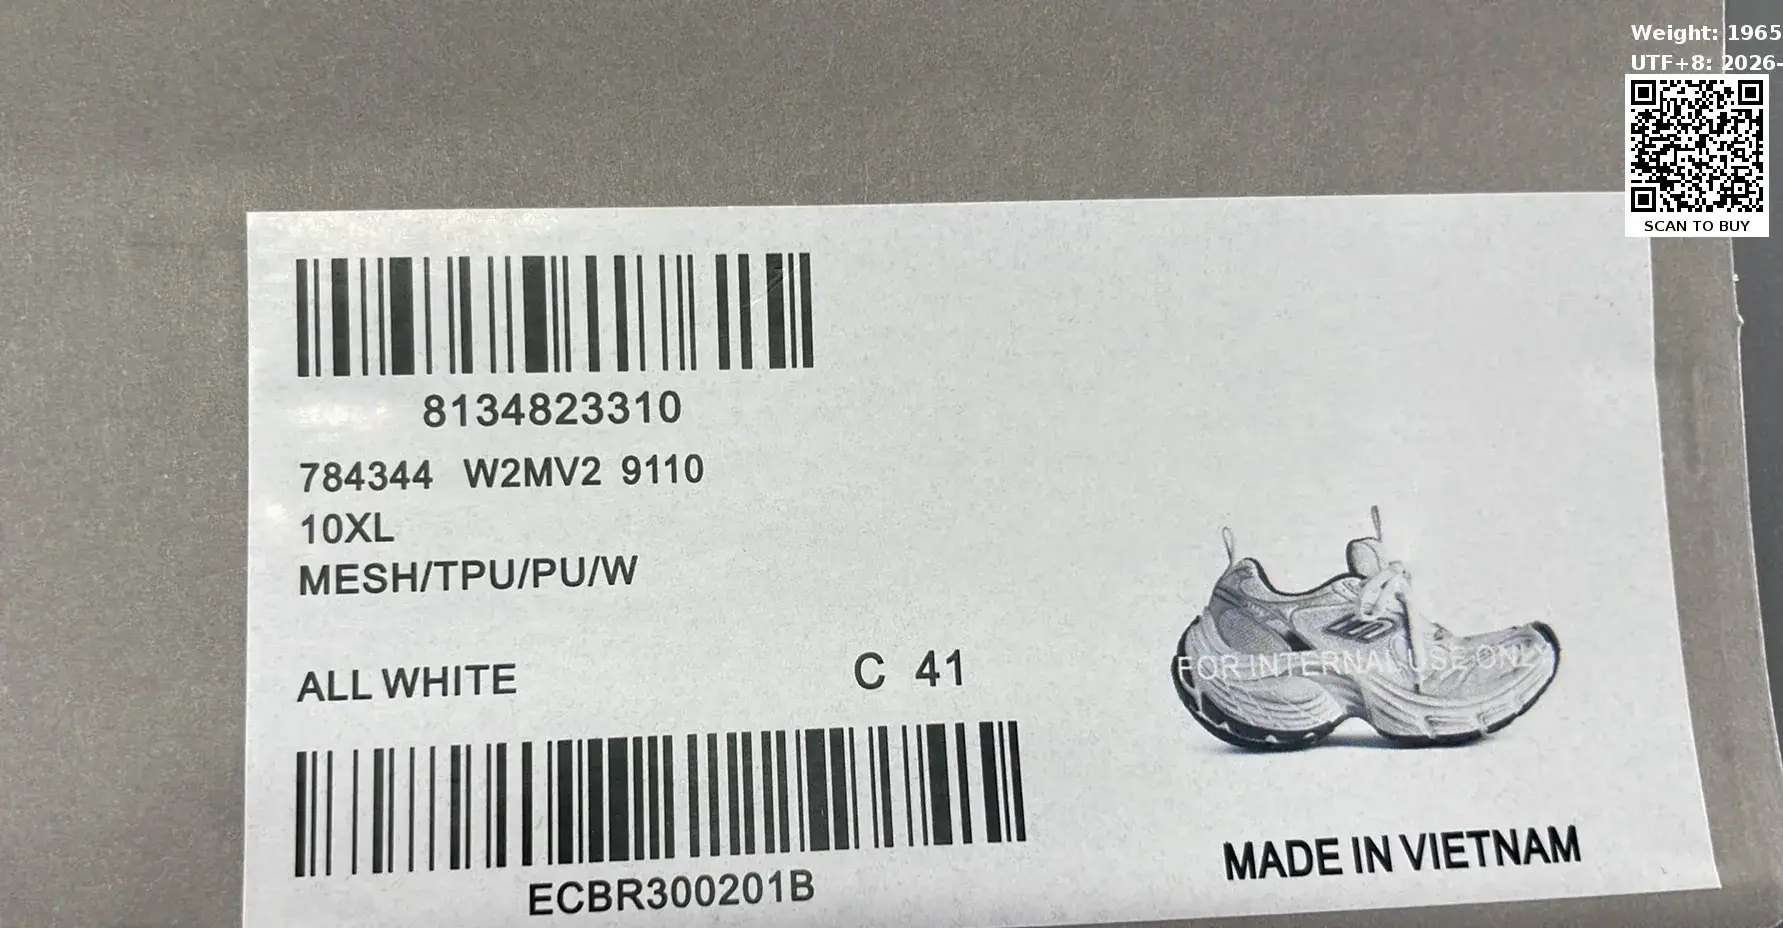 Weight: 1965
UTF+8: 2026-
SCAN TO BUY
8134823310
784344 W2MV2 9110
10XL
MESH/TPU/PU/W
ALL WHITE
C 41
FOR INTERNAL USE ONLY
ECBR300201B
MADE IN VIETNAM